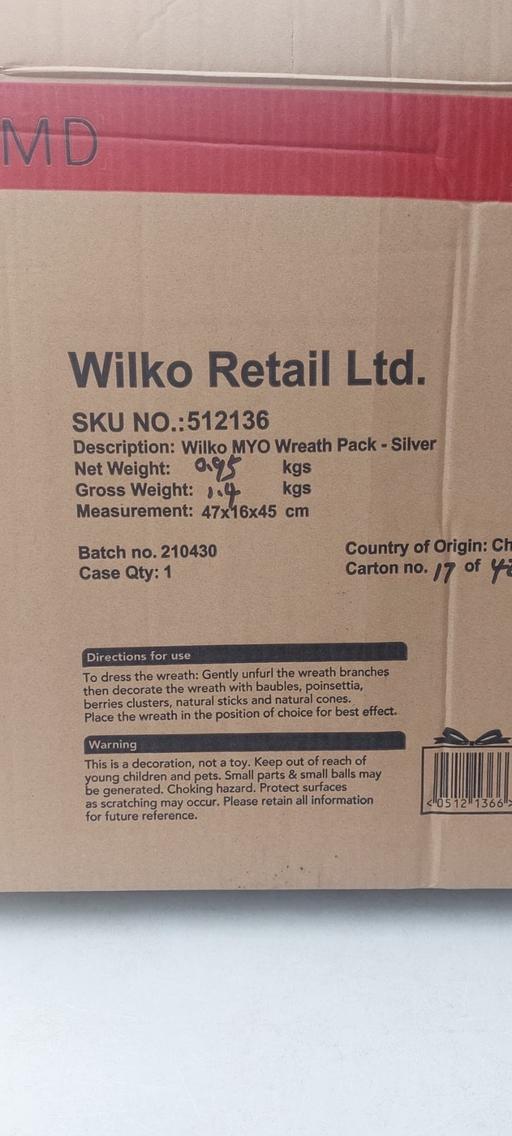 MD
Wilko Retail Ltd.
SKU NO.:512136
Description: Wilko MYO Wreath Pack - Silver
Net Weight: 0.95 kgs
Gross Weight: 1.4 kgs
Measurement: 47x16x45 cm
Batch no. 210430
Case Qty: 1
Country of Origin: Ch
Carton no. 17 of
Directions for use
To dress the wreath: Gently unfurl the wreath branches
then decorate the wreath with baubles, poinsettia,
berries clusters, natural sticks and natural cones.
Place the wreath in the position of choice for best effect.
Warning
This is a decoration, not a toy. Keep out of reach of
young children and pets. Small parts & small balls may
be generated. Choking hazard. Protect surfaces
as scratching may occur. Please retain all information
for future reference.
<05121366>